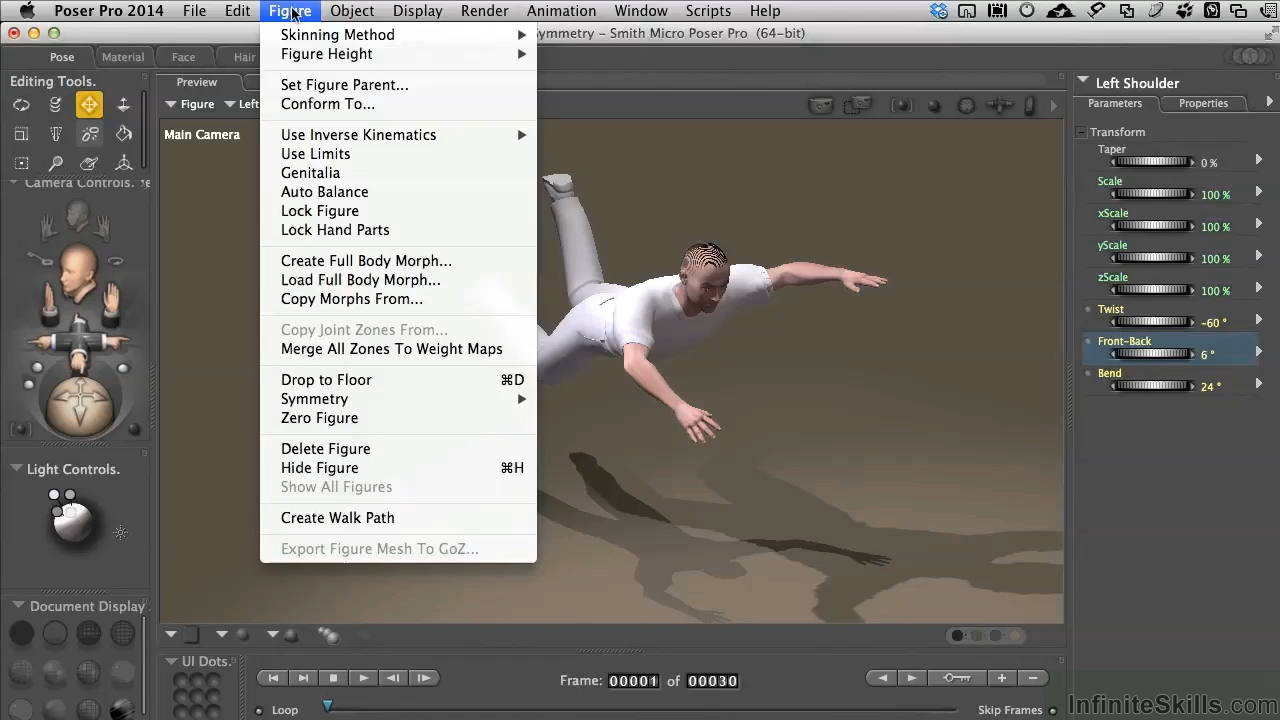 Poser Pro 2014 File Edit Figure Object Display Render Animation Window Scripts Help
Symmetry - Smith Micro Poser Pro (64-bit)
Pose Material Face Hair
Editing Tools.
Preview
Figure Left
Main Camera
Camera Controls.
Light Controls.
Document Display
Skinning Method
Figure Height
Set Figure Parent...
Conform To...
Use Inverse Kinematics
Use Limits
Genitalia
Auto Balance
Lock Figure
Lock Hand Parts
Create Full Body Morph...
Load Full Body Morph...
Copy Morphs From...
Copy Joint Zones From...
Merge All Zones To Weight Maps
Drop to Floor ⌘D
Symmetry
Zero Figure
Delete Figure
Hide Figure ⌘H
Show All Figures
Create Walk Path
Export Figure Mesh To GoZ...
Left Shoulder
Parameters Properties
Transform
Taper
0 %
Scale
100 %
xScale
100 %
yScale
100 %
zScale
100 %
Twist
-60 °
Front-Back
6 °
Bend
24 °
UI Dots.
Frame: 00001 of 00030
Loop
Skip Frames
InfiniteSkills.com